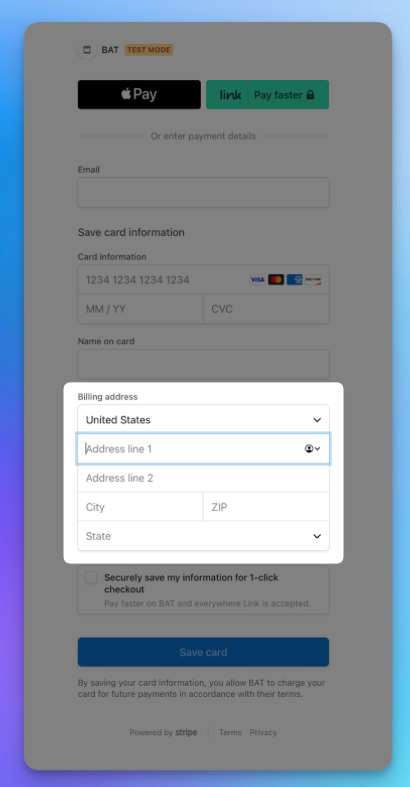 BAT TEST MODE
Pay
link Pay faster
Or enter payment details
Email
Save card information
Card information
1234 1234 1234 1234 VISA
MM / YY CVC
Name on card
Billing address
United States
Address line 1
Address line 2
City ZIP
State
Securely save my information for 1-click
checkout
Pay faster on BAT and everywhere Link is accepted.
Save card
By saving your card information, you allow BAT to charge your
card for future payments in accordance with their terms.
Powered by stripe Terms Privacy